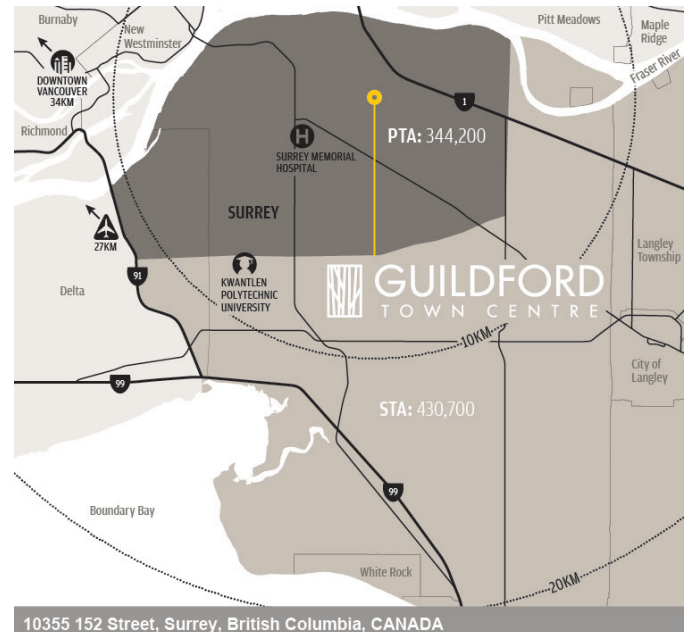 Burnaby
New
Westminster
Pitt Meadows
Maple
Ridge
Fraser River
DOWNTOWN
VANCOUVER
34KM
1
Richmond
H
PTA: 344,200
SURREY MEMORIAL
HOSPITAL
SURREY
27KM
Langley
Township
91
KWANTLEN
POLYTECHNIC
UNIVERSITY
GUILDFORD
TOWN CENTRE
Delta
10KM
City of
Langley
99
STA: 430,700
99
Boundary Bay
White Rock
20KM
10355 152 Street, Surrey, British Columbia, CANADA